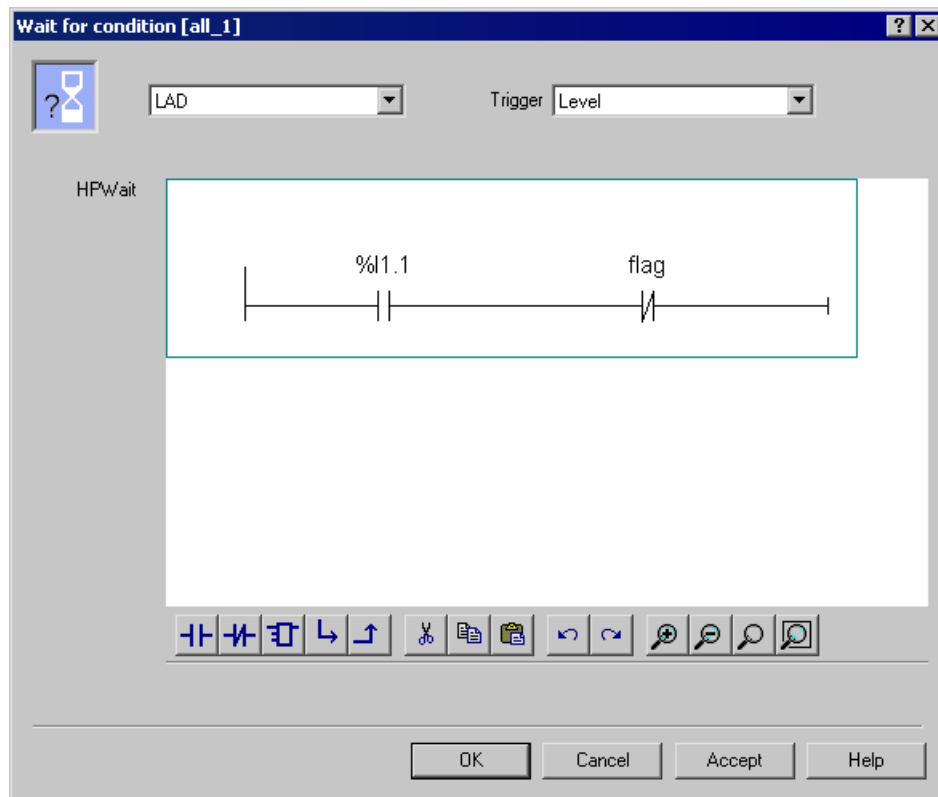 Wait for condition [all_1]
?
LAD
Trigger Level
HPWait
%I1.1 flag
OK Cancel Accept Help